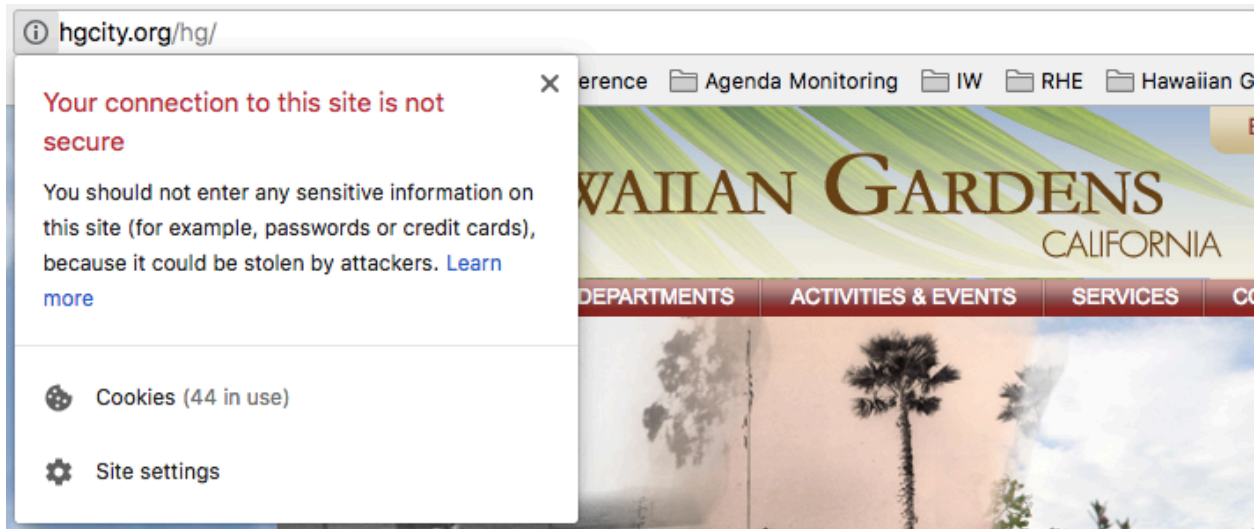 hgcity.org/hg/
erence Agenda Monitoring IW RHE Hawaiian G
Your connection to this site is not
secure
You should not enter any sensitive information on
this site (for example, passwords or credit cards),
because it could be stolen by attackers. Learn
more
Cookies (44 in use)
Site settings
WAIIAN GARDENS
CALIFORNIA
DEPARTMENTS ACTIVITIES & EVENTS SERVICES CO